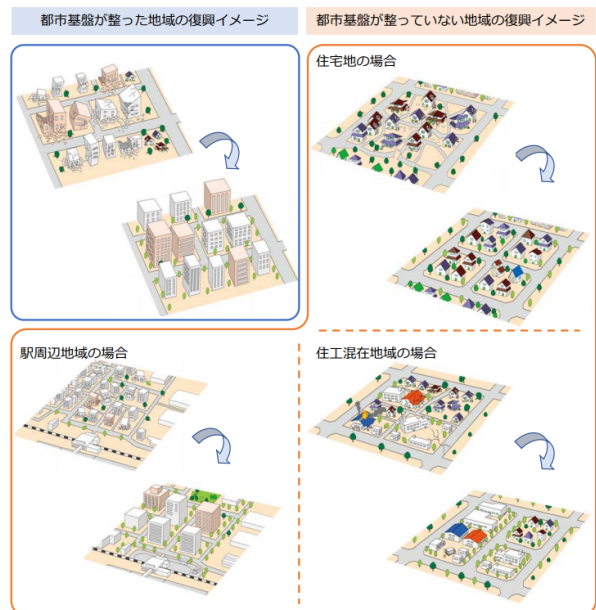 都市基盤が整った地域の復興イメージ
都市基盤が整っていない地域の復興イメージ
住宅地の場合
駅周辺地域の場合
住工混在地域の場合